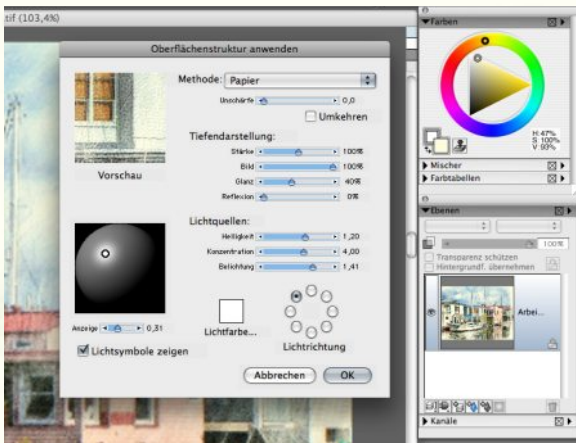 .tif (103,4%)
Oberflächenstruktur anwenden
Vorschau
Methode: Papier
Unschärfe 0,0
Umkehren
Tiefendarstellung:
Stärke 100%
Bild 100%
Glanz 40%
Reflexion 0%
Lichtquellen:
Helligkeit 1,20
Konzentration 4,00
Belichtung 1,41
Anzeige 0,31
Lichtsymbole zeigen
Lichtfarbe...
Lichtrichtung
Abbrechen
OK
Farben
H: 47%
S: 100%
V: 93%
Mischer
Farbtabellen
Ebenen
100%
Transparenz schützen
Hintergrundf. übernehmen
Arbei...
Kanäle